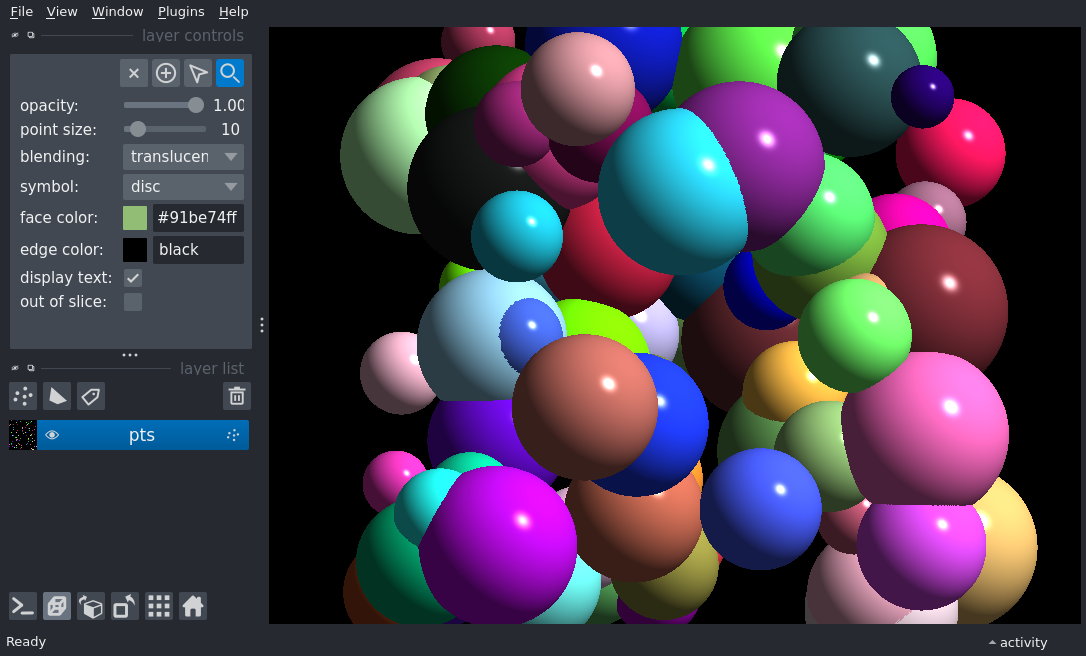 File View Window Plugins Help
layer controls
opacity: 1.00
point size: 10
blending: translucen
symbol: disc
face color: #91be74ff
edge color: black
display text:
out of slice:
layer list
pts
Ready
activity